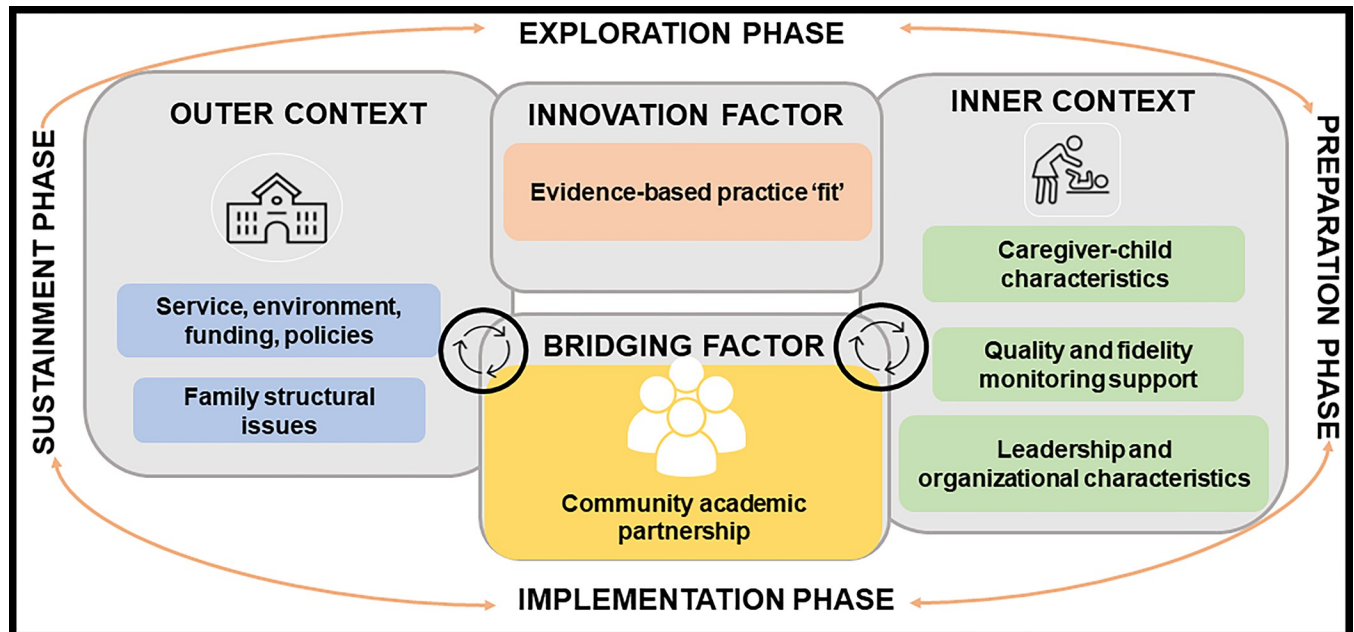 EXPLORATION PHASE
SUSTAINMENT PHASE
OUTER CONTEXT
Service, environment,
funding, policies
Family structural
issues
INNOVATION FACTOR
Evidence-based practice ‘fit’
BRIDGING FACTOR
Community academic
partnership
INNER CONTEXT
Caregiver-child
characteristics
Quality and fidelity
monitoring support
Leadership and
organizational characteristics
PREPARATION PHASE
IMPLEMENTATION PHASE